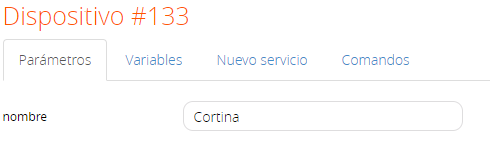 Dispositivo #133
Parámetros Variables Nuevo servicio Comandos
nombre Cortina